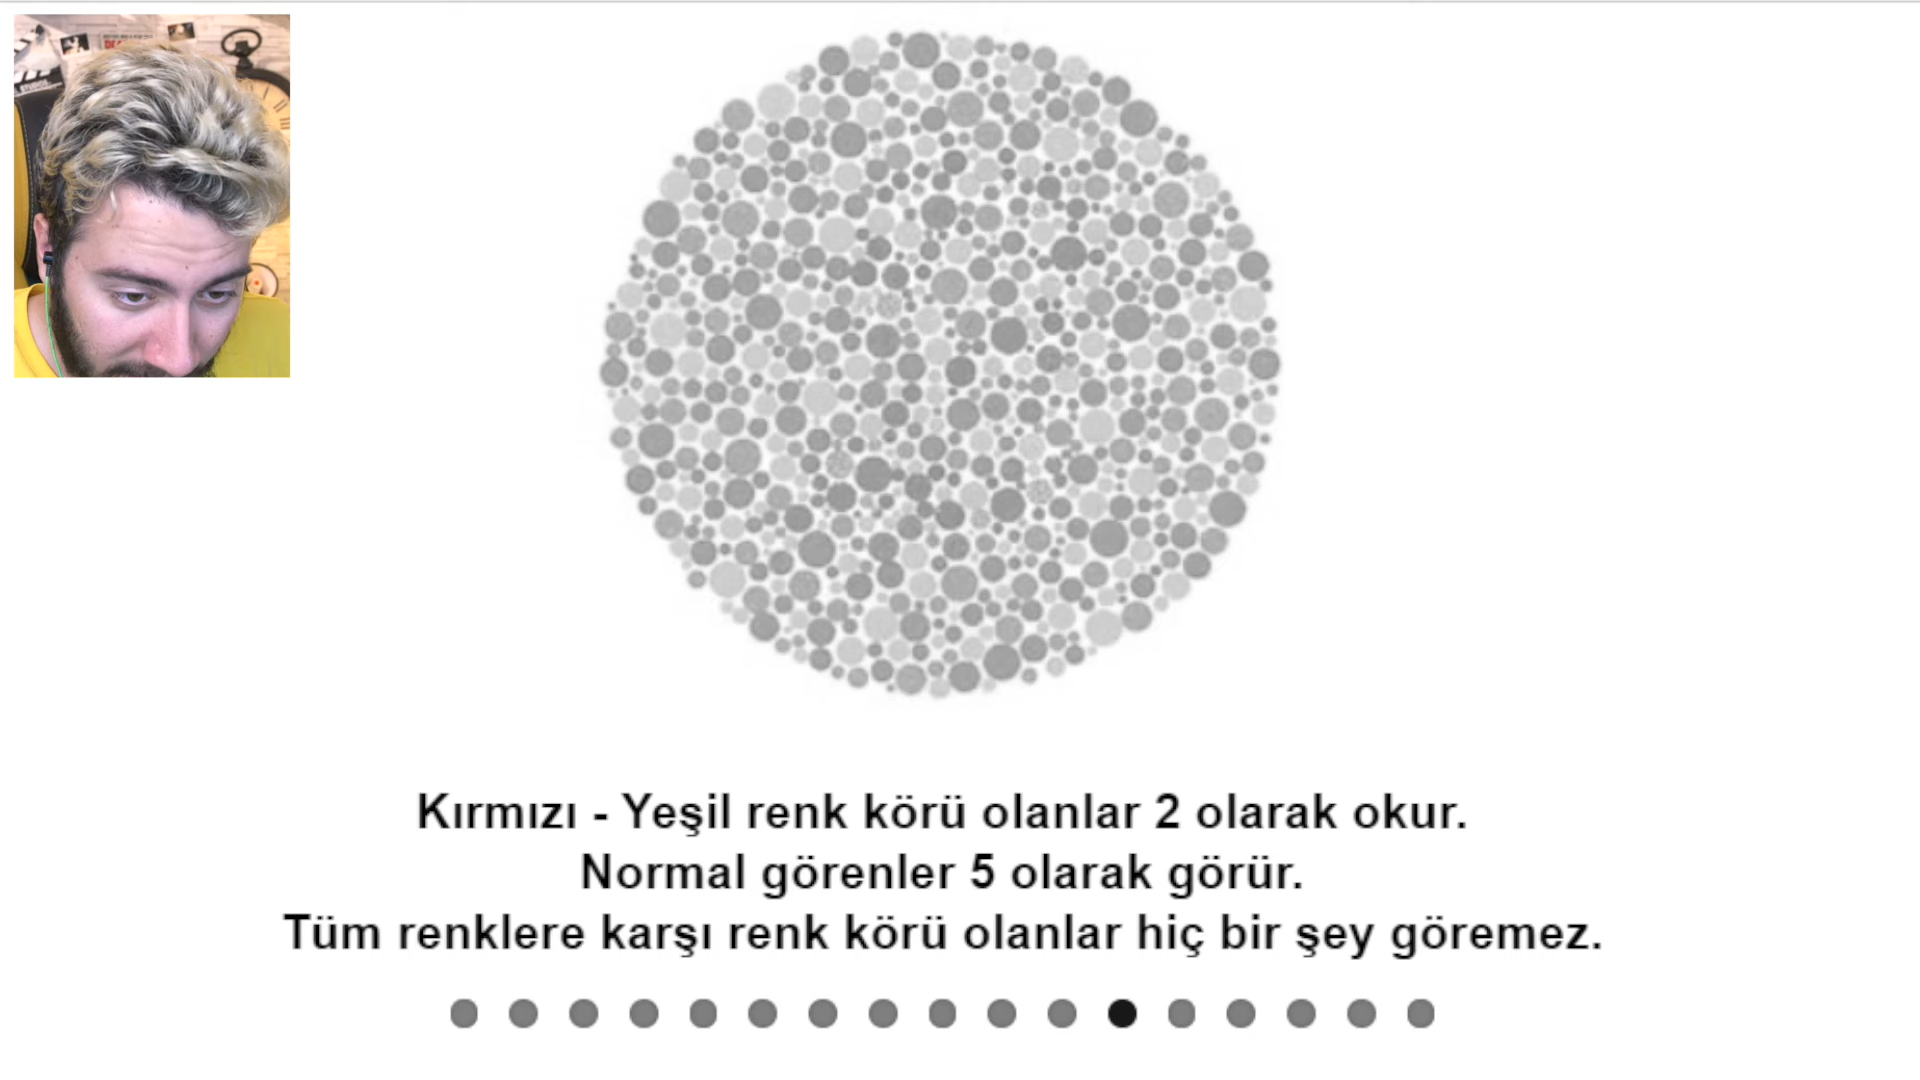 Kırmızı - Yeşil renk körü olanlar 2 olarak okur.
Normal görenler 5 olarak görür.
Tüm renklere karşı renk körü olanlar hiç bir şey göremez.